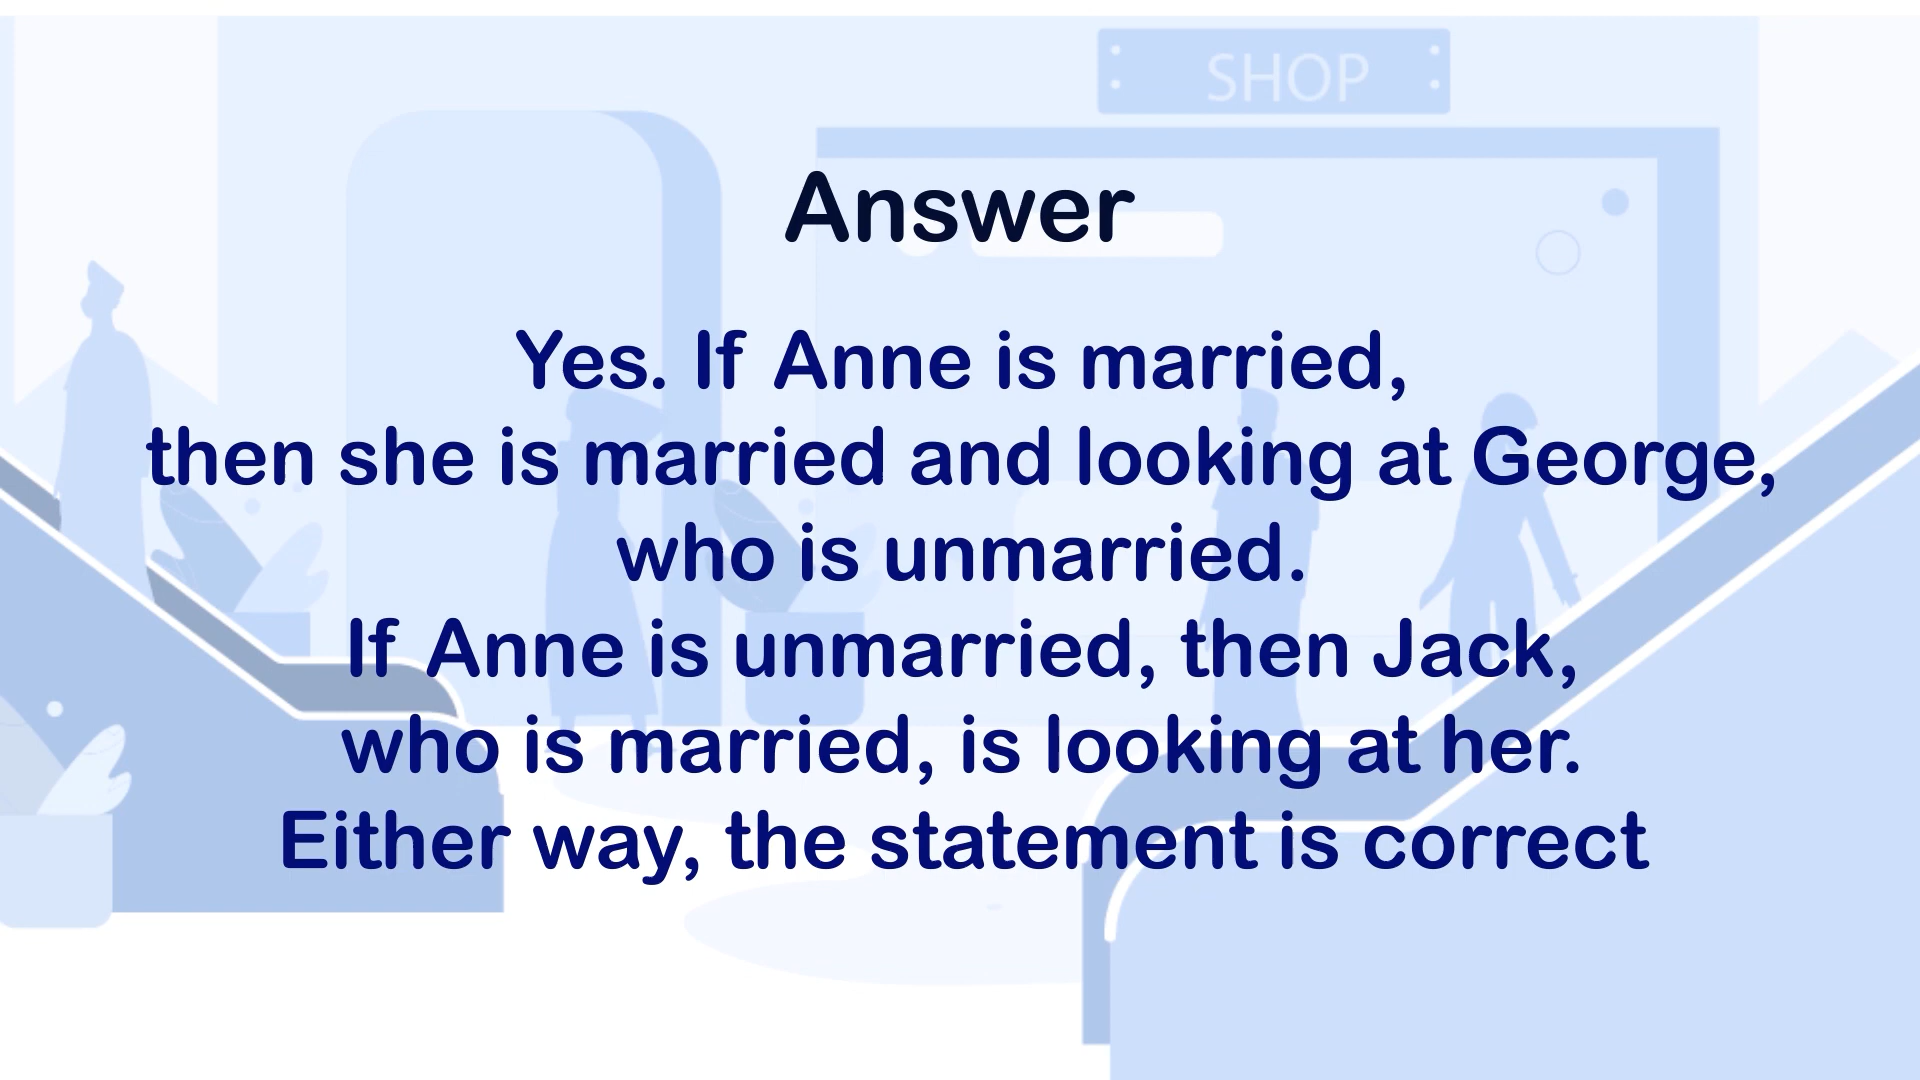 SHOP
Answer
Yes. If Anne is married,
then she is married and looking at George,
who is unmarried.
If Anne is unmarried, then Jack,
who is married, is looking at her.
Either way, the statement is correct